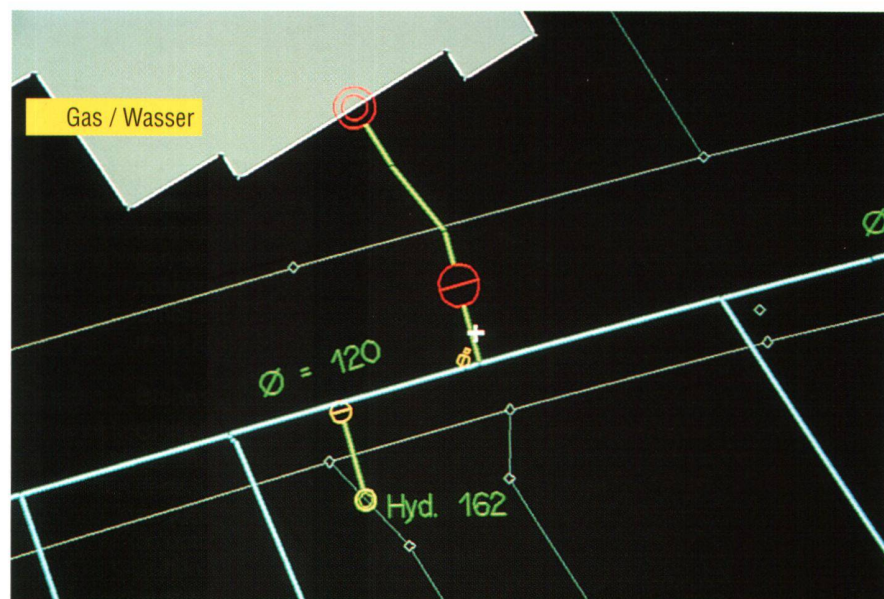 Gas / Wasser
Ø
Ø = 120
Ø"
Hyd. 162